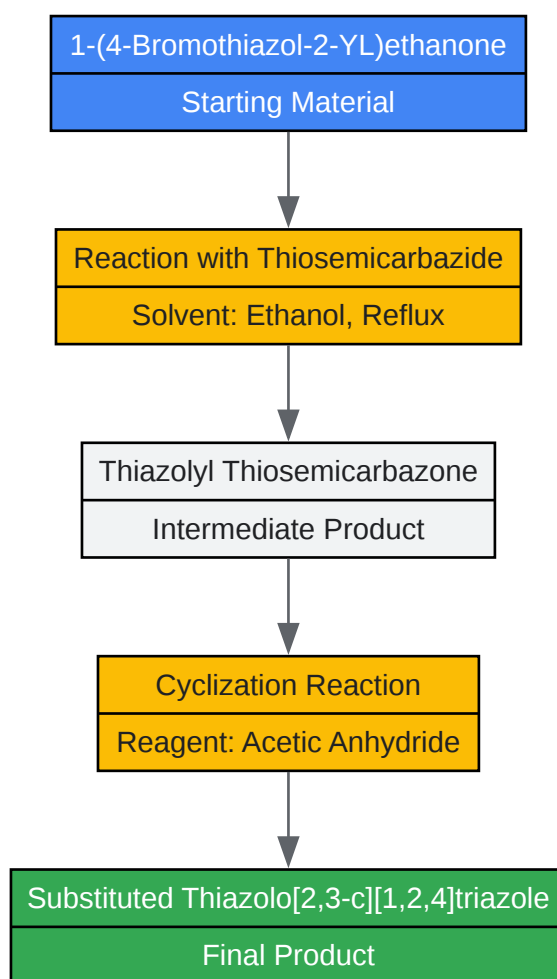 1-(4-Bromothiazol-2-YL)ethanone
Starting Material
Reaction with Thiosemicarbazide
Solvent: Ethanol, Reflux
Thiazolyl Thiosemicarbazone
Intermediate Product
Cyclization Reaction
Reagent: Acetic Anhydride
Substituted Thiazolo[2,3-c][1,2,4]triazole
Final Product